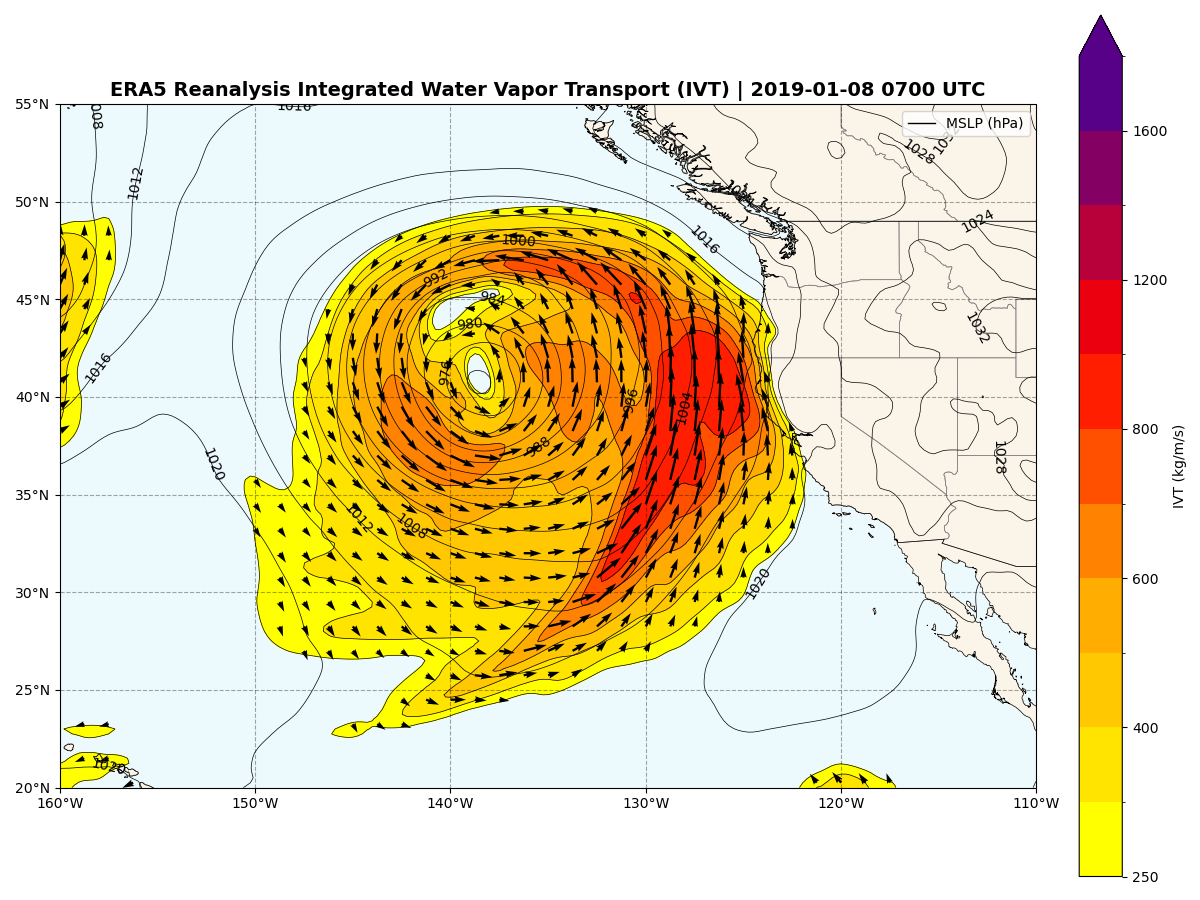 ERA5 Reanalysis Integrated Water Vapor Transport (IVT) | 2019-01-08 0700 UTC
MSLP (hPa)
55°N
50°N
45°N
40°N
35°N
30°N
25°N
20°N
160°W
150°W
140°W
130°W
120°W
110°W
1016
1012
1016
1020
1020
1000
992
984
980
976
988
996
1004
1012
1008
1016
1020
1028
1024
1032
1028
1600
1200
800
600
400
250
IVT (kg/m/s)